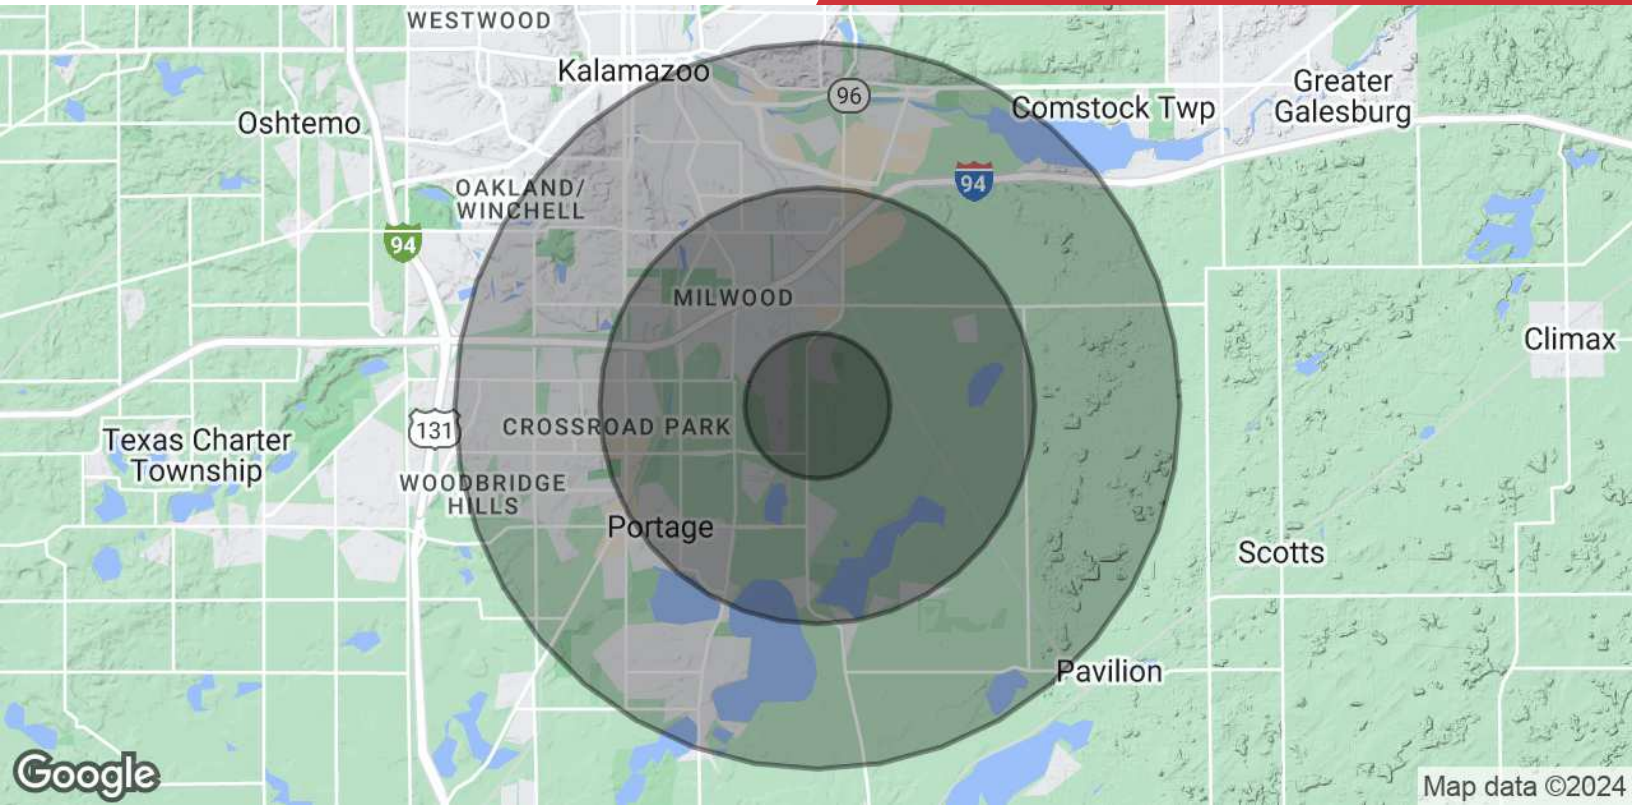 WESTWOOD
Kalamazoo
96
Comstock Twp
Greater
Galesburg
Oshtemo
94
OAKLAND/
WINCHELL
94
MILWOOD
Climax
131
CROSSROAD PARK
Texas Charter
Township
WOODBRIDGE
HILLS
Portage
Scotts
Pavilion
Google
Map data ©2024